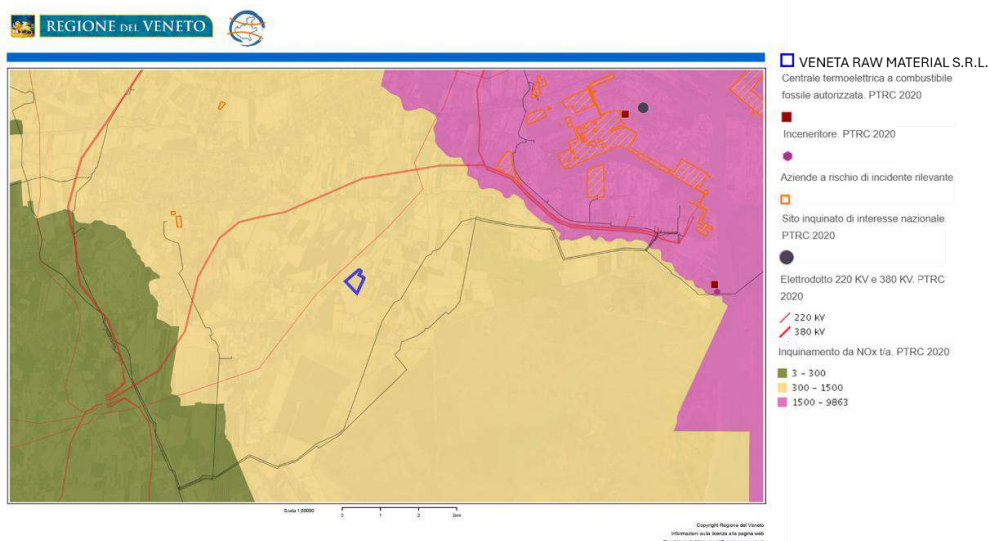 REGIONE DEL VENETO
VENETA RAW MATERIAL S.R.L.
Centrale termoelettrica a combustibile
fossile autorizzata. PTRC 2020
Inceneritore. PTRC 2020
Aziende a rischio di incidente rilevante
Sito inquinato di interesse nazionale
PTRC 2020
Elettrodotto 220 KV e 380 KV. PTRC
2020
220 kV
380 kV
Inquinamento da NOx t/a. PTRC 2020
3 - 300
300 - 1500
1500 - 9863
0 1 2 3km
Copyright Regione del Veneto
Informazioni sulla licenza alla pagina web